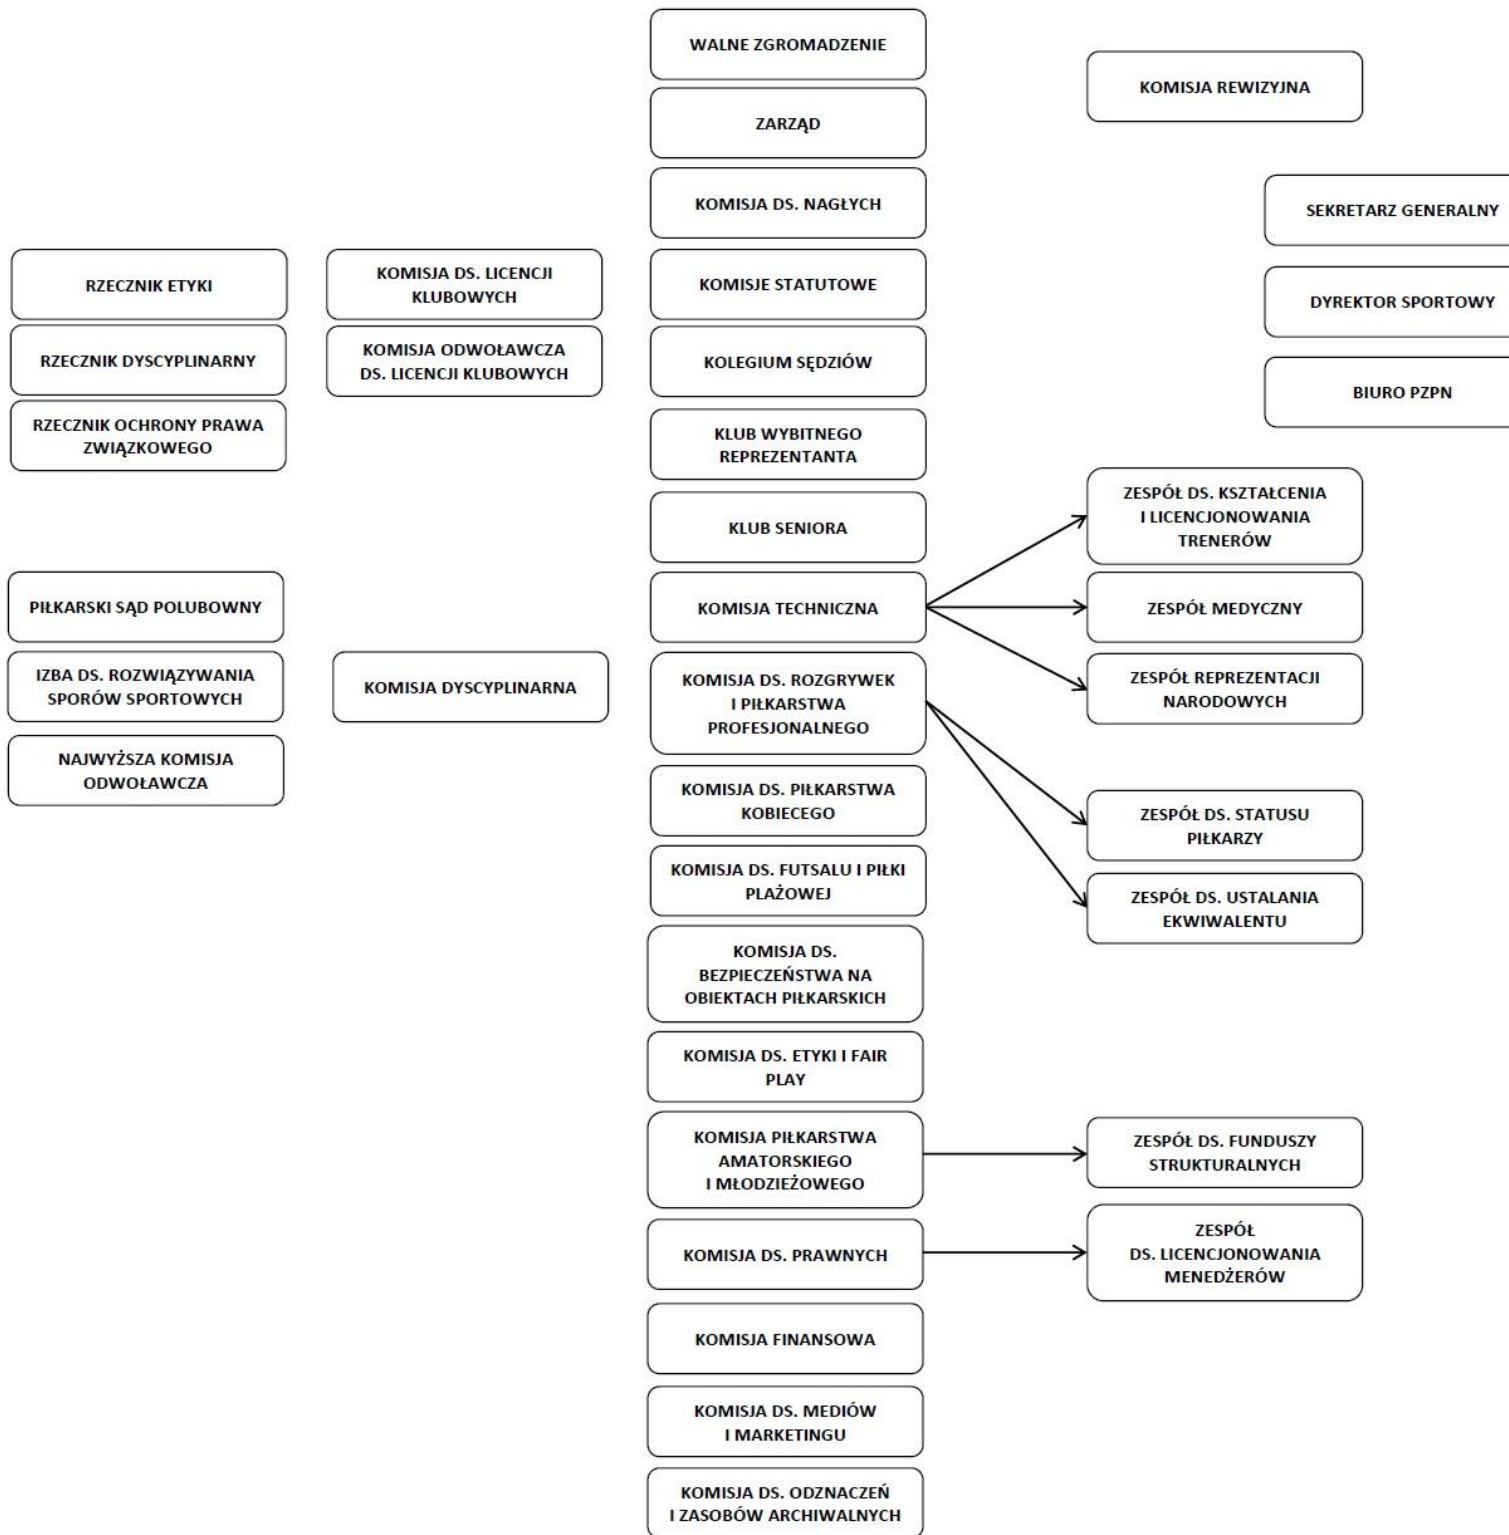 WALNE ZGROMADZENIE
KOMISJA REWIZYJNA
ZARZĄD
KOMISJA DS. NAGŁYCH
SEKRETARZ GENERALNY
RZECZNIK ETYKI
KOMISJA DS. LICENCJI
KLUBOWYCH
KOMISJE STATUTOWE
DYREKTOR SPORTOWY
RZECZNIK DYSCYPLINARNY
KOMISJA ODWOŁAWCZA
DS. LICENCJI KLUBOWYCH
KOLEGIUM SĘDZIÓW
BIURO PZPN
RZECZNIK OCHRONY PRAWA
ZWIĄZKOWEGO
KLUB WYBITNEGO
REPREZENTANTA
KLUB SENIORA
ZESPÓŁ DS. KSZTAŁCENIA
I LICENCJONOWANIA
TRENERÓW
PIŁKARSKI SĄD POLUBOWNY
KOMISJA TECHNICZNA
ZESPÓŁ MEDYCZNY
IZBA DS. ROZWIĄZYWANIA
SPORÓW SPORTOWYCH
KOMISJA DYSCYPLINARNA
KOMISJA DS. ROZGRYWEK
I PIŁKARSTWA
PROFESJONALNEGO
ZESPÓŁ REPREZENTACJI
NARODOWYCH
NAJWYŻSZA KOMISJA
ODWOŁAWCZA
KOMISJA DS. PIŁKARSTWA
KOBIECEGO
ZESPÓŁ DS. STATUSU
PIŁKARZY
KOMISJA DS. FUTSALU I PIŁKI
PLAŻOWEJ
ZESPÓŁ DS. USTALANIA
EKWIWALENTU
KOMISJA DS.
BEZPIECZEŃSTWA NA
OBIEKTACH PIŁKARSKICH
KOMISJA DS. ETYKI I FAIR
PLAY
KOMISJA PIŁKARSTWA
AMATORSKIEGO
I MŁODZIEŻOWEGO
ZESPÓŁ DS. FUNDUSZY
STRUKTURALNYCH
KOMISJA DS. PRAWNYCH
ZESPÓŁ
DS. LICENCJONOWANIA
MENEDŻERÓW
KOMISJA FINANSOWA
KOMISJA DS. MEDIÓW
I MARKETINGU
KOMISJA DS. ODZNACZEŃ
I ZASOBÓW ARCHIWALNYCH